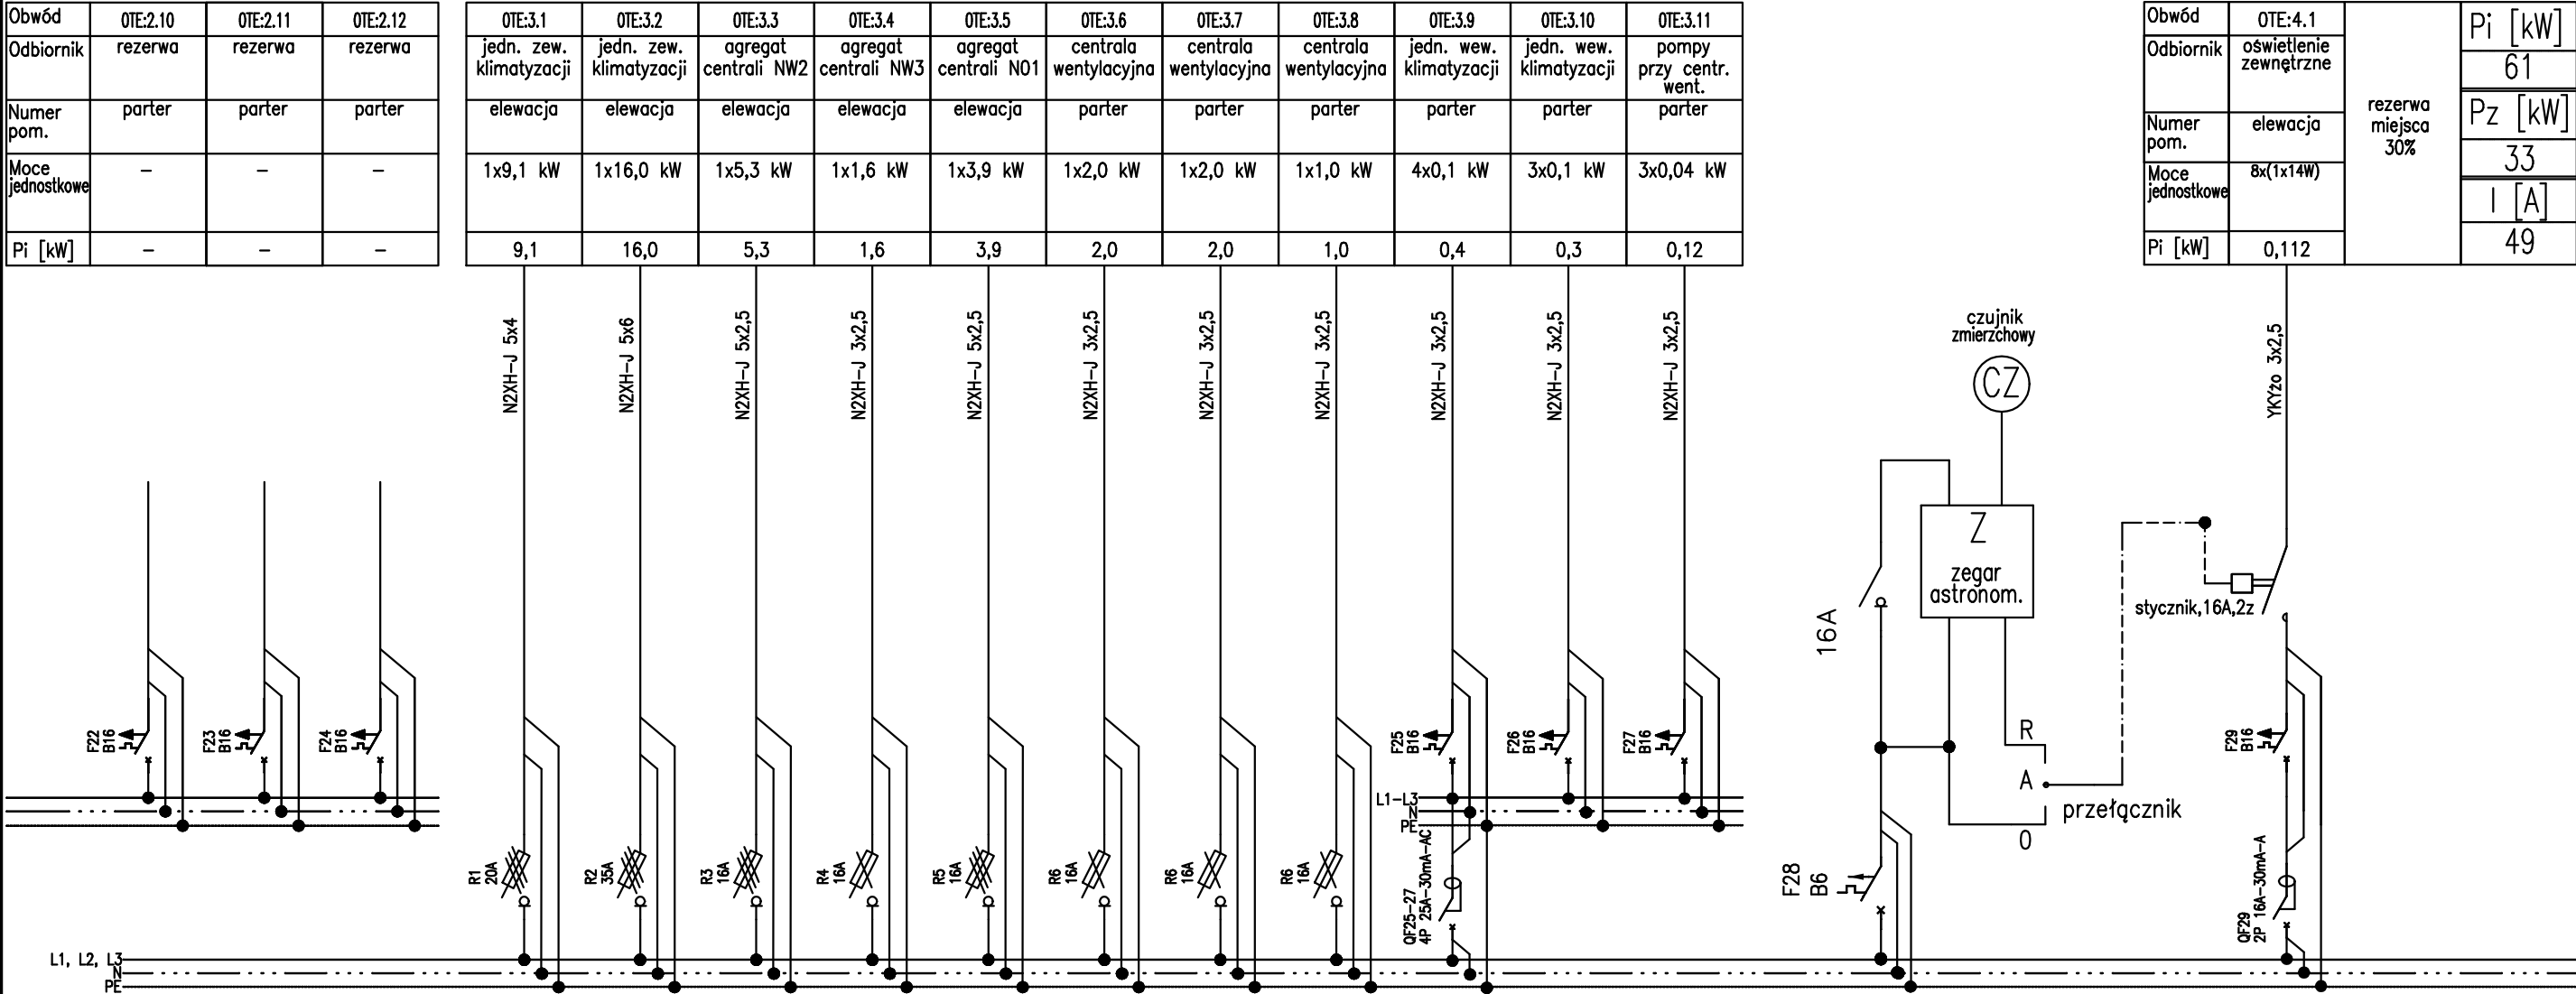 Obwód 0TE:2.10 0TE:2.11 0TE:2.12
Odbiornik rezerwa rezerwa rezerwa
Numer pom. parter parter parter
Moce jednostkowe – – –
Pi [kW] – – –
0TE:3.1 0TE:3.2 0TE:3.3 0TE:3.4 0TE:3.5 0TE:3.6 0TE:3.7 0TE:3.8 0TE:3.9 0TE:3.10 0TE:3.11
jedn. zew. jedn. zew. agregat agregat agregat centrala centrala centrala jedn. wew. jedn. wew. pompy
klimatyzacji klimatyzacji centrali NW2 centrali NW3 centrali NO1 wentylacyjna wentylacyjna wentylacyjna klimatyzacji klimatyzacji przy centr.
went.
elewacja elewacja elewacja elewacja elewacja parter parter parter parter parter parter
1x9,1 kW 1x16,0 kW 1x5,3 kW 1x1,6 kW 1x3,9 kW 1x2,0 kW 1x2,0 kW 1x1,0 kW 4x0,1 kW 3x0,1 kW 3x0,04 kW
9,1 16,0 5,3 1,6 3,9 2,0 2,0 1,0 0,4 0,3 0,12
Obwód 0TE:4.1
Odbiornik oświetlenie
zewnętrzne
Numer pom. elewacja
Moce jednostkowe 8x(1x14W)
Pi [kW] 0,112
rezerwa
miejsca
30%
Pi [kW]
61
Pz [kW]
33
I [A]
49
N2XH-J 5x4
N2XH-J 5x6
N2XH-J 5x2,5
N2XH-J 3x2,5
N2XH-J 5x2,5
N2XH-J 3x2,5
N2XH-J 3x2,5
N2XH-J 3x2,5
N2XH-J 3x2,5
N2XH-J 3x2,5
N2XH-J 3x2,5
YKYżo 3x2,5
czujnik
zmierzchowy
CZ
Z
zegar
astronom.
16A
stycznik,16A,2z
R
A
0
przełącznik
F22
B16
F23
B16
F24
B16
F25
B16
F26
B16
F27
B16
F29
B16
L1-L3
N
PE
R1
20A
R2
35A
R3
16A
R4
16A
R5
16A
R6
16A
R6
16A
R6
16A
QF25-27
4P 25A-30mA-AC
F28
B6
QF29
2P 16A-30mA-A
L1, L2, L3
N
PE